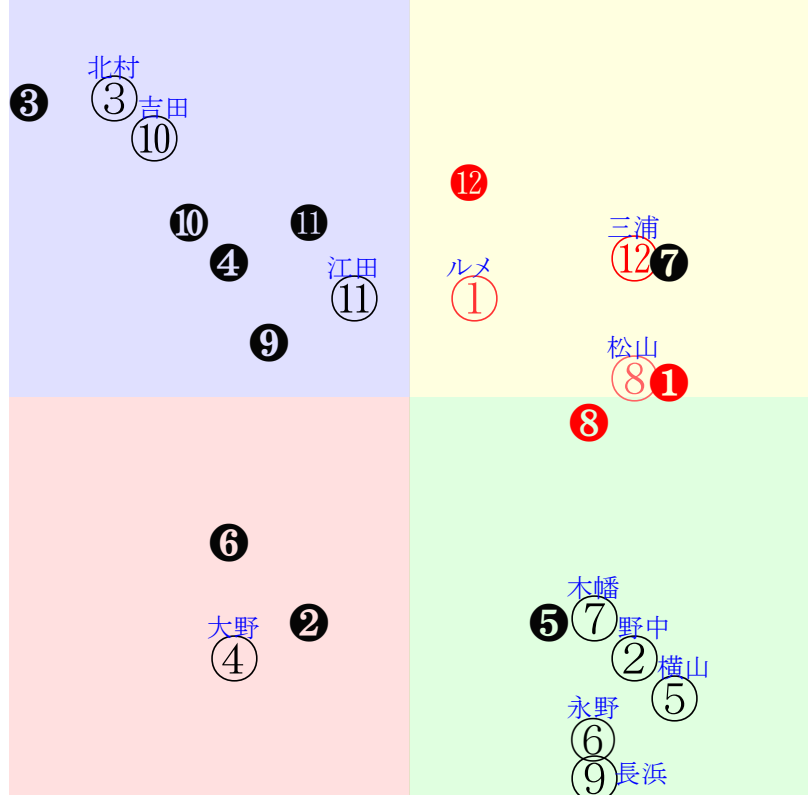 北村
③
❸
吉田
⑩
⓬
❿
⓫
三浦
⑫
❼
❹
江田
⑪
ルメ
①
❾
松山
⑧
❶
❽
❻
木幡
⑦
❺
大野
④
❷
野中
②
横山
⑤
永野
⑥
⑨
長浜